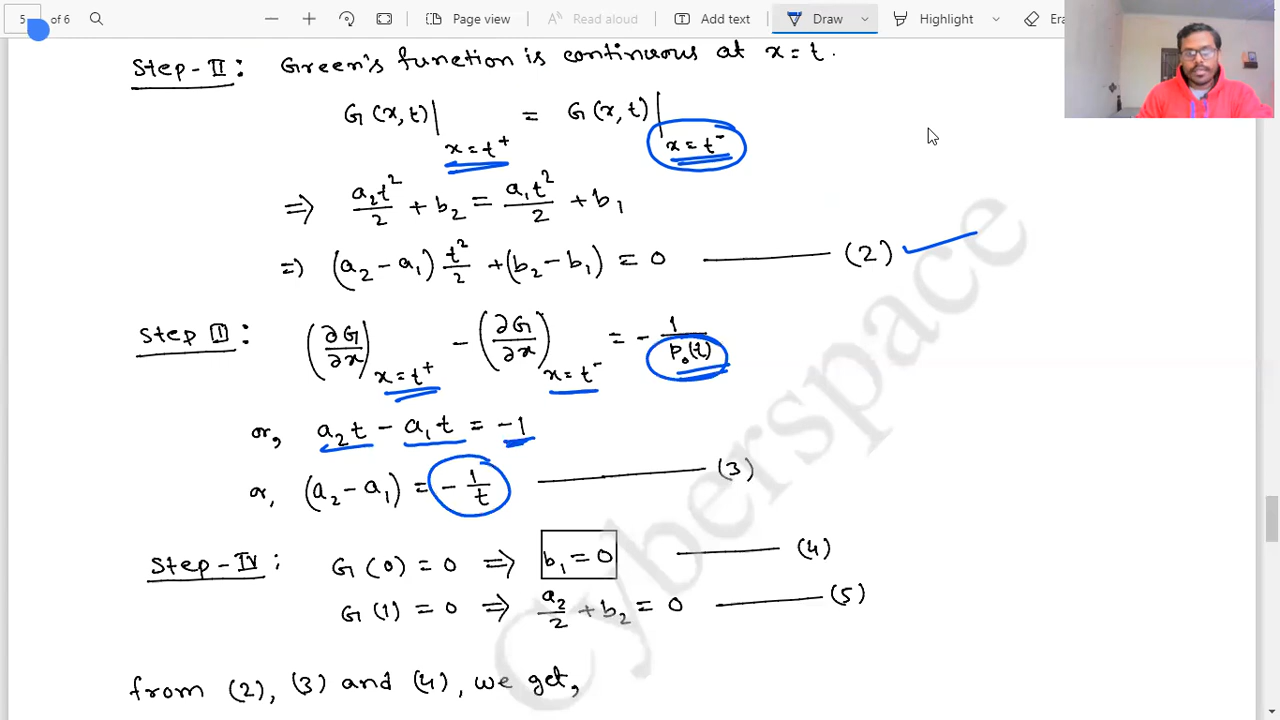 5 of 6
Page view
Read aloud
Add text
Draw
Highlight
Step-II : Green's function is continuous at x = t.
G(x,t)|x=t⁺ = G(x,t)|x=t⁻
⇒ a₂t²/2 + b₂ = a₁t²/2 + b₁
⇒ (a₂ − a₁) t²/2 + (b₂ − b₁) = 0 ——— (2)
Step III : (∂G/∂x)x=t⁺ − (∂G/∂x)x=t⁻ = − 1/P₀(t)
or, a₂t − a₁t = −1
or, (a₂ − a₁) = − 1/t ——— (3)
Step-IV : G(0) = 0 ⇒ b₁ = 0 ——— (4)
G(1) = 0 ⇒ a₂/2 + b₂ = 0 ——— (5)
from (2), (3) and (4), we get,
Cyberspace